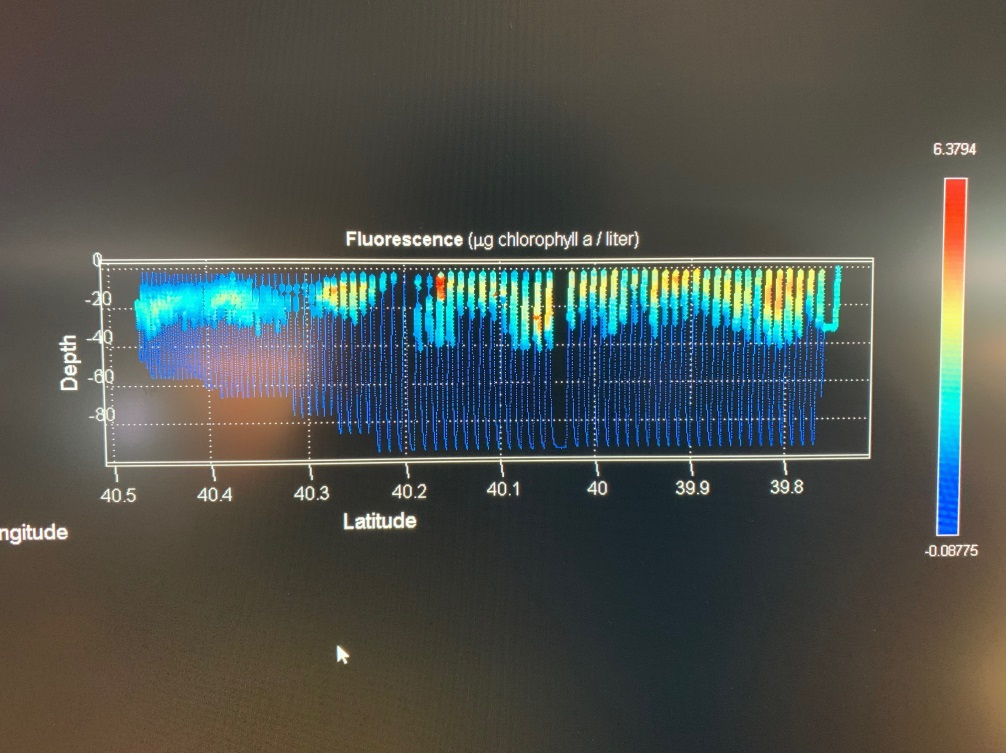 6.3794
Fluorescence (µg chlorophyll a / liter)
0
-20
-40
-60
-80
Depth
40.5 40.4 40.3 40.2 40.1 40 39.9 39.8
Latitude
ngitude
-0.08775